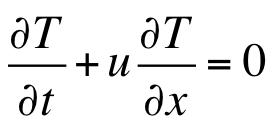 ∂T/∂t + u ∂T/∂x = 0